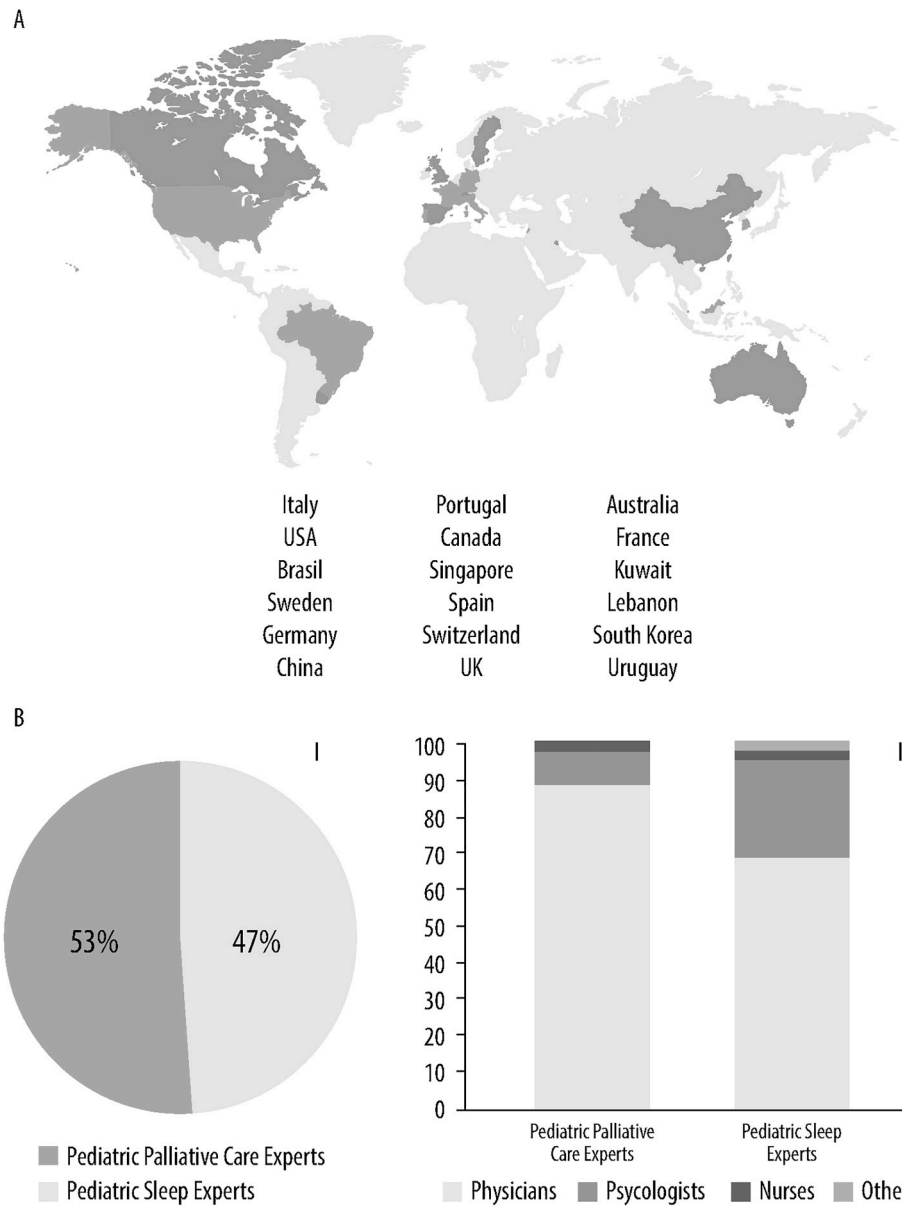 A
Italy Portugal Australia
USA Canada France
Brasil Singapore Kuwait
Sweden Spain Lebanon
Germany Switzerland South Korea
China UK Uruguay
B
I
I
53%
47%
Pediatric Palliative Care Experts
Pediatric Sleep Experts
100
90
80
70
60
50
40
30
20
10
0
Pediatric Palliative
Care Experts
Pediatric Sleep
Experts
Physicians Psycologists Nurses Othe